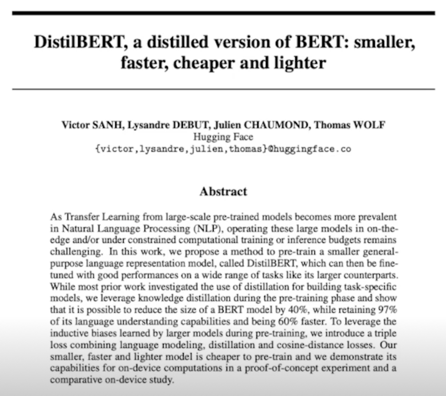 DistilBERT, a distilled version of BERT: smaller,
faster, cheaper and lighter
Victor SANH, Lysandre DEBUT, Julien CHAUMOND, Thomas WOLF
Hugging Face
{victor,lysandre,julien,thomas}@huggingface.co
Abstract
As Transfer Learning from large-scale pre-trained models becomes more prevalent
in Natural Language Processing (NLP), operating these large models in on-the-
edge and/or under constrained computational training or inference budgets remains
challenging. In this work, we propose a method to pre-train a smaller general-
purpose language representation model, called DistilBERT, which can then be fine-
tuned with good performances on a wide range of tasks like its larger counterparts.
While most prior work investigated the use of distillation for building task-specific
models, we leverage knowledge distillation during the pre-training phase and show
that it is possible to reduce the size of a BERT model by 40%, while retaining 97%
of its language understanding capabilities and being 60% faster. To leverage the
inductive biases learned by larger models during pre-training, we introduce a triple
loss combining language modeling, distillation and cosine-distance losses. Our
smaller, faster and lighter model is cheaper to pre-train and we demonstrate its
capabilities for on-device computations in a proof-of-concept experiment and a
comparative on-device study.